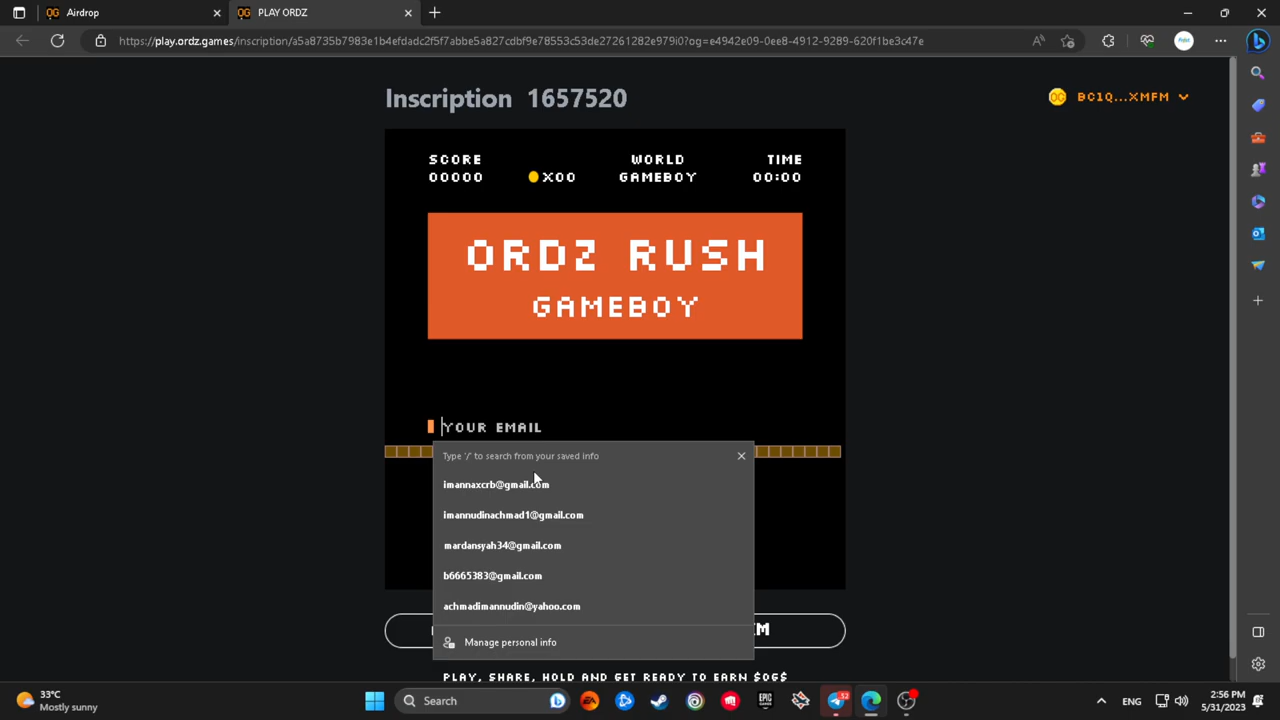 Airdrop
PLAY ORDZ
https://play.ordz.games/inscription/a5a8735b7983e1b4efdadc2f5f7abbe5a827cdbf9e78553c53de27261282e979i0?og=e4942e09-0ee8-4912-9289-620f1be3c47e
Inscription 1657520
BC1Q...XMFM
SCORE WORLD TIME
00000 X00 GAMEBOY 00:00
ORDZ RUSH
GAMEBOY
YOUR EMAIL
Type '/' to search from your saved info
imannaxcrb@gmail.com
imannudinachmad1@gmail.com
mardansyah34@gmail.com
b6665383@gmail.com
achmadimannudin@yahoo.com
Manage personal info
PLAY, SHARE, HOLD AND GET READY TO EARN $OG$
33°C
Mostly sunny
Search
EPIC
GAMES
12
ENG
2:56 PM
5/31/2023